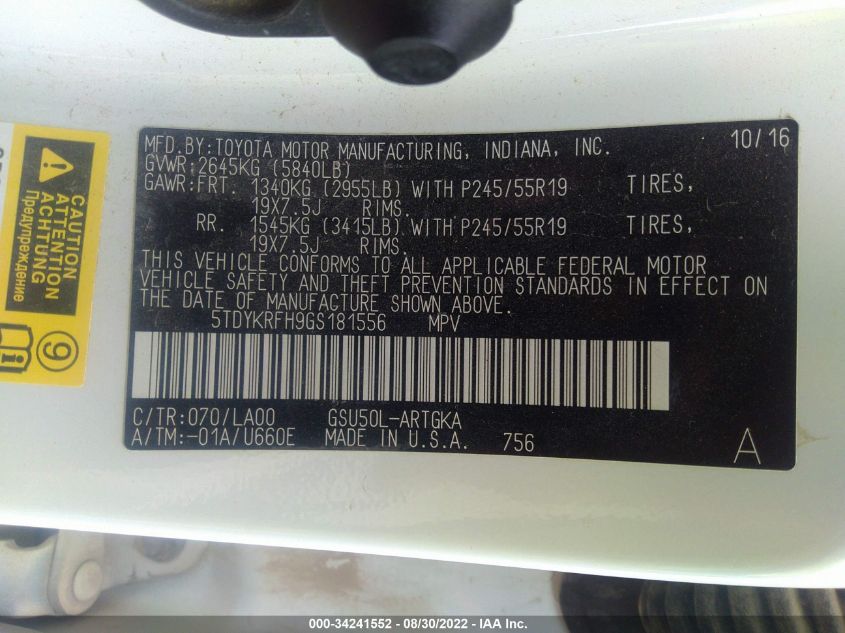 MFD.BY:TOYOTA MOTOR MANUFACTURING, INDIANA, INC. 10/16
GVWR:2645KG (5840LB)
GAWR:FRT. 1340KG (2955LB) WITH P245/55R19 TIRES,
19X7.5J RIMS.
RR. 1545KG (3415LB) WITH P245/55R19 TIRES,
19X7.5J RIMS.
THIS VEHICLE CONFORMS TO ALL APPLICABLE FEDERAL MOTOR
VEHICLE SAFETY AND THEFT PREVENTION STANDARDS IN EFFECT ON
THE DATE OF MANUFACTURE SHOWN ABOVE.
5TDYKRFH9GS181556 MPV
C/TR:070/LA00 GSU50L-ARTGKA
A/TM:-01A/U660E MADE IN U.S.A. 756
A
CAUTION
ATTENTION
ACHTUNG
Предупреждение
9
i
000-34241552 - 08/30/2022 - IAA Inc.